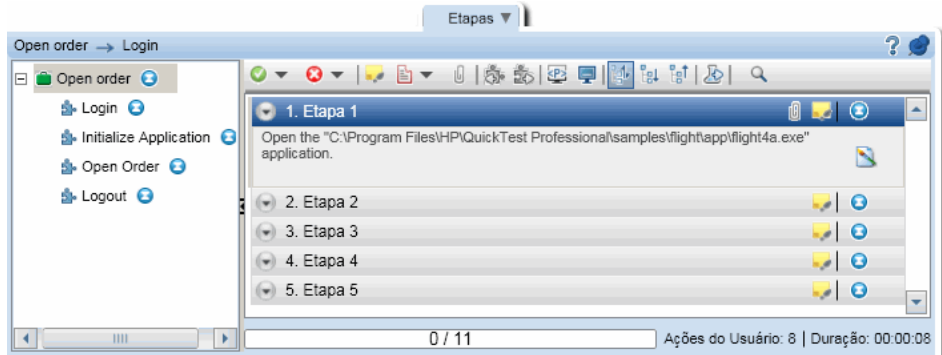 Etapas
Open order → Login
Open order
Login
Initialize Application
Open Order
Logout
1. Etapa 1
Open the "C:\Program Files\HP\QuickTest Professional\samples\flight\app\flight4a.exe"
application.
2. Etapa 2
3. Etapa 3
4. Etapa 4
5. Etapa 5
0 / 11
Ações do Usuário: 8 | Duração: 00:00:08